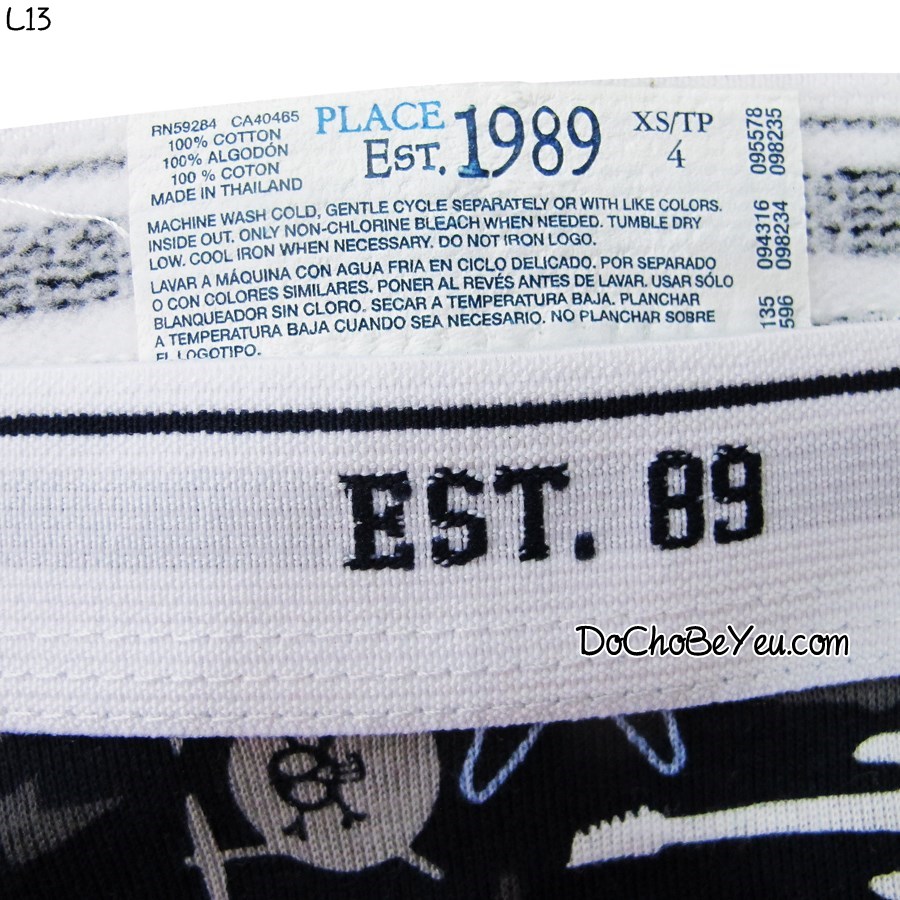 L13
RN59284 CA40465
100% COTTON
100% ALGODÓN
100 % COTON
MADE IN THAILAND
PLACE
EST. 1989
XS/TP
4
095578
098235
094316
098234
135
596
MACHINE WASH COLD, GENTLE CYCLE SEPARATELY OR WITH LIKE COLORS.
INSIDE OUT. ONLY NON-CHLORINE BLEACH WHEN NEEDED. TUMBLE DRY
LOW. COOL IRON WHEN NECESSARY. DO NOT IRON LOGO.
LAVAR A MÁQUINA CON AGUA FRIA EN CICLO DELICADO. POR SEPARADO
O CON COLORES SIMILARES. PONER AL REVÉS ANTES DE LAVAR. USAR SÓLO
BLANQUEADOR SIN CLORO. SECAR A TEMPERATURA BAJA. PLANCHAR
A TEMPERATURA BAJA CUANDO SEA NECESARIO. NO PLANCHAR SOBRE
EL LOGOTIPO.
EST. 89
DoChoBeYeu.com